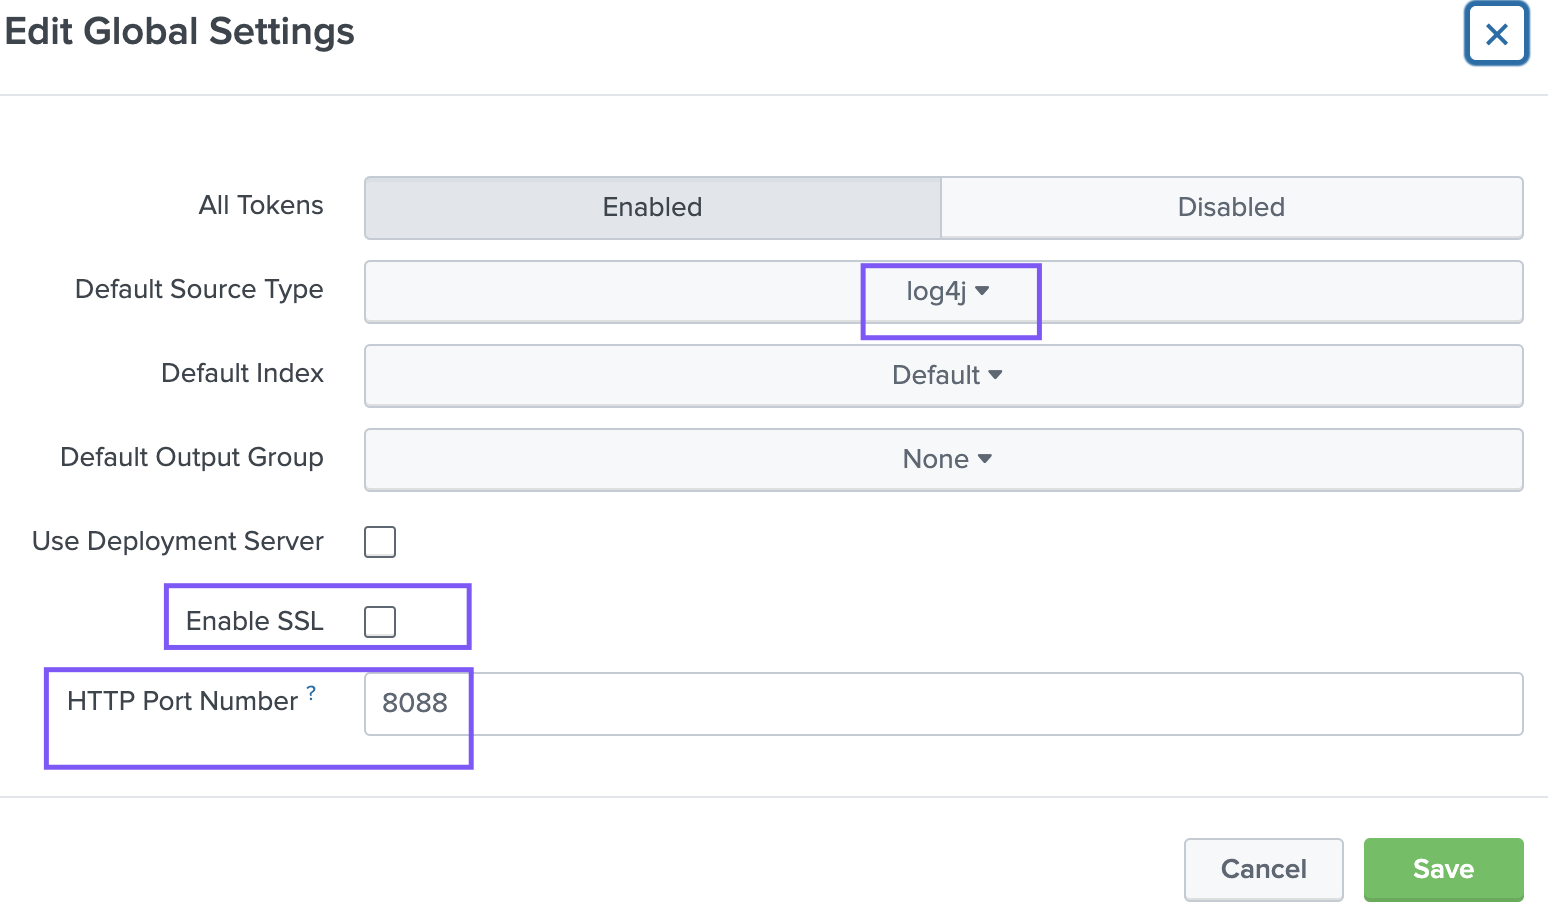 Edit Global Settings
All Tokens Enabled Disabled
Default Source Type log4j
Default Index Default
Default Output Group None
Use Deployment Server
Enable SSL
HTTP Port Number ? 8088
Cancel Save